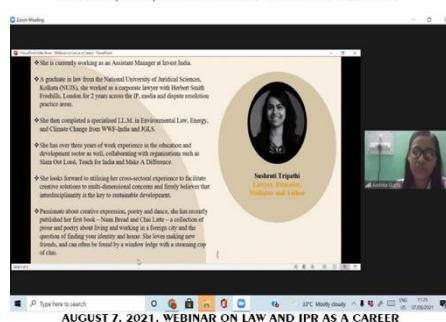 Zoom Meeting
❖ She is currently working as an Assistant Manager at Invest India.
❖ A graduate in law from the National University of Juridical Sciences,
Kolkata (NUJS), she worked as a corporate lawyer with Herbert Smith
Freehills, London for 2 years across the IP, media and dispute resolution
practice areas.
❖ She then completed a specialised LL.M. in Environmental Law, Energy,
and Climate Change from WWF-India and JGLS.
❖ She has over three years of work experience in the education and
development sector as well, collaborating with organisations such as
Slam Out Loud, Teach for India and Make A Difference.
❖ She looks forward to utilising her cross-sectoral experience to facilitate
creative solutions to multi-dimensional concerns and firmly believes that
interdisciplinarity is the key to sustainable development.
❖ Passionate about creative expression, poetry and dance, she has recently
published her first book – Naan Bread and Chai Latte – a collection of
prose and poetry about living and working in a foreign city and the
question of finding your identity and home. She loves making new
friends, and can often be found by a window ledge with a steaming cup
of chai.
Sushruti Tripathi
Lawyer, Educator,
Mediator and Author
Type here to search
32°C Mostly cloudy
ENG
17:25
AUGUST 7, 2021. WEBINAR ON LAW AND IPR AS A CAREER